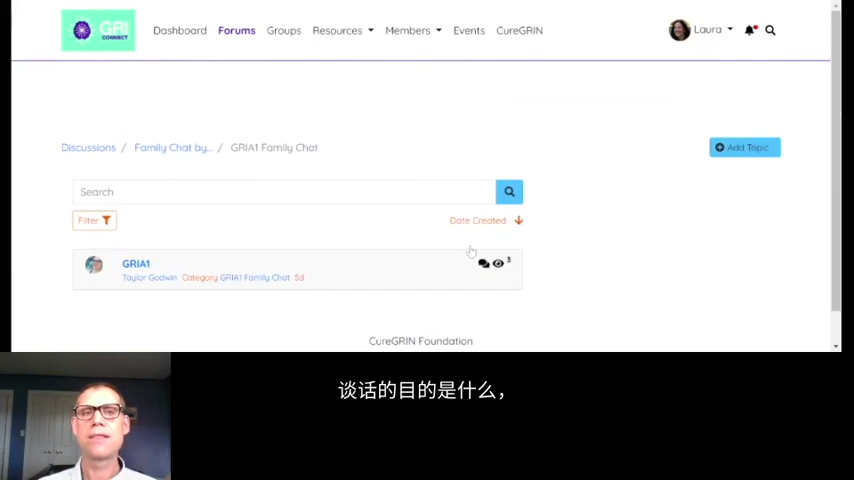 GRI
CONNECT
Dashboard Forums Groups Resources Members Events CureGRIN Laura
Discussions / Family Chat by... / GRIA1 Family Chat
Add Topic
Search
Filter Date Created
GRIA1
3
Taylor Godwin Category GRIA1 Family Chat 5d
CureGRIN Foundation
谈话的目的是什么，